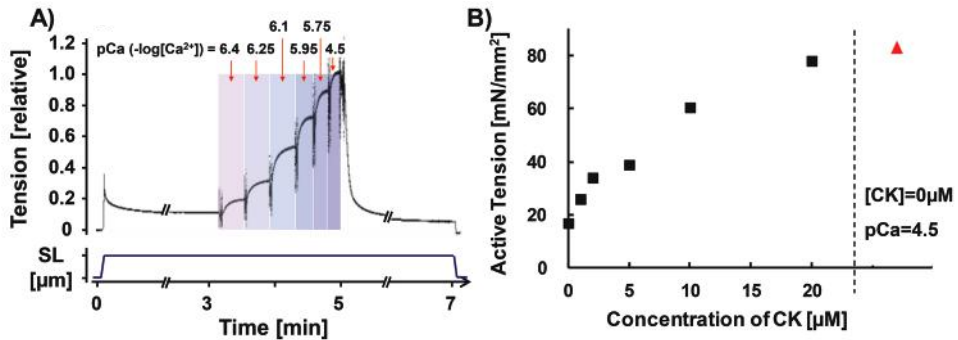 A)
6.1 5.75
pCa (-log[Ca²⁺]) = 6.4 6.25 5.95 4.5
Tension [relative]
1.2
1.0
0.8
0.6
0.4
0.2
0
SL
[µm]
0 3 5 7
Time [min]
B)
Active Tension [mN/mm²]
80
60
40
20
0
[CK]=0µM
pCa=4.5
0 5 10 15 20
Concentration of CK [µM]